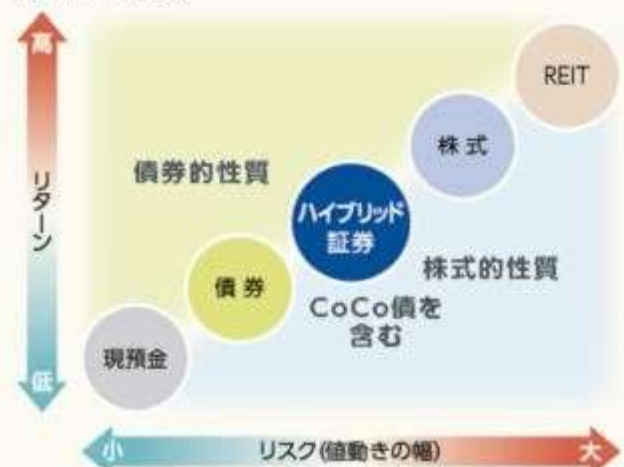 高
REIT
株式
リターン
債券的性質
ハイブリッド
証券
株式的性質
債券
CoCo債を
含む
現預金
低
小
リスク(値動きの幅)
大